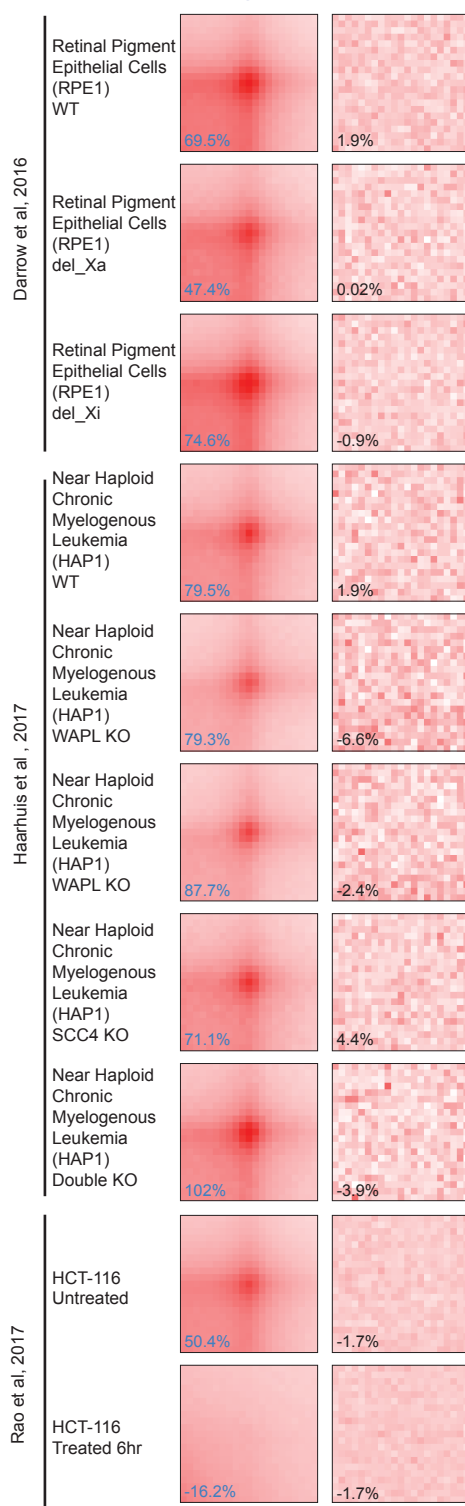 Darrow et al, 2016
Retinal Pigment
Epithelial Cells
(RPE1)
WT
69.5%
1.9%
Retinal Pigment
Epithelial Cells
(RPE1)
del_Xa
47.4%
0.02%
Retinal Pigment
Epithelial Cells
(RPE1)
del_Xi
74.6%
-0.9%
Haarhuis et al , 2017
Near Haploid
Chronic
Myelogenous
Leukemia
(HAP1)
WT
79.5%
1.9%
Near Haploid
Chronic
Myelogenous
Leukemia
(HAP1)
WAPL KO
79.3%
-6.6%
Near Haploid
Chronic
Myelogenous
Leukemia
(HAP1)
WAPL KO
87.7%
-2.4%
Near Haploid
Chronic
Myelogenous
Leukemia
(HAP1)
SCC4 KO
71.1%
4.4%
Near Haploid
Chronic
Myelogenous
Leukemia
(HAP1)
Double KO
102%
-3.9%
Rao et al, 2017
HCT-116
Untreated
50.4%
-1.7%
HCT-116
Treated 6hr
-16.2%
-1.7%